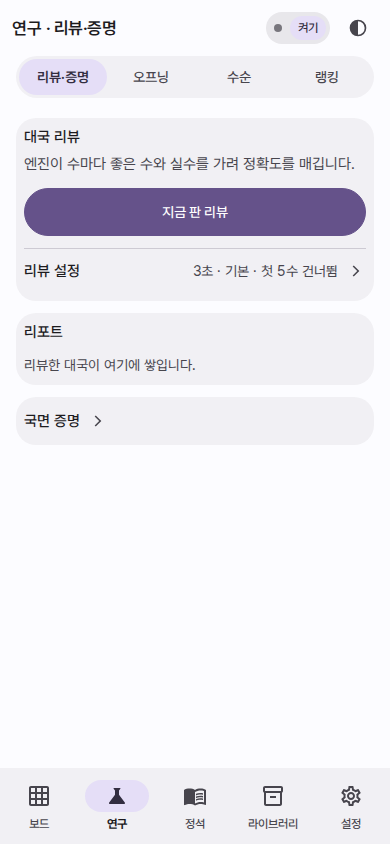 연구 · 리뷰·증명
켜기
리뷰·증명
오프닝
수순
랭킹
대국 리뷰
엔진이 수마다 좋은 수와 실수를 가려 정확도를 매깁니다.
지금 판 리뷰
리뷰 설정
3초 · 기본 · 첫 5수 건너뜀
리포트
리뷰한 대국이 여기에 쌓입니다.
국면 증명
보드
연구
정석
라이브러리
설정